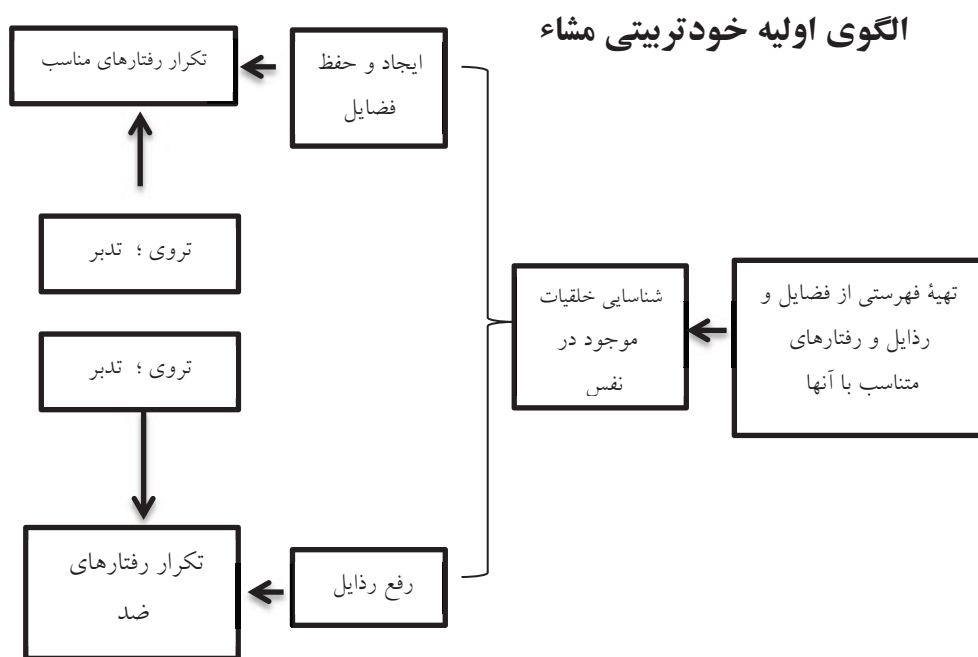 الگوی اولیه خودتربیتی مشاء
تهیۀ فهرستی از فضایل و
رذایل و رفتارهای
متناسب با آنها
شناسایی خلقیات
موجود در
نفس
ایجاد و حفظ
فضایل
تکرار رفتارهای مناسب
تروی ؛ تدبر
رفع رذایل
تروی ؛ تدبر
تکرار رفتارهای
ضد